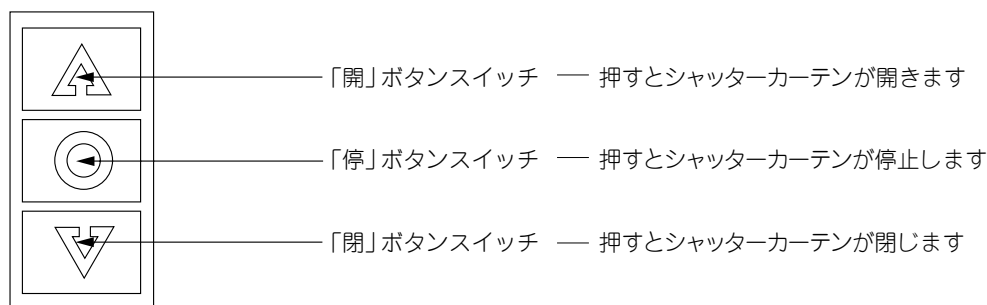 「開」ボタンスイッチ ── 押すとシャッターカーテンが開きます
「停」ボタンスイッチ ── 押すとシャッターカーテンが停止します
「閉」ボタンスイッチ ── 押すとシャッターカーテンが閉じます